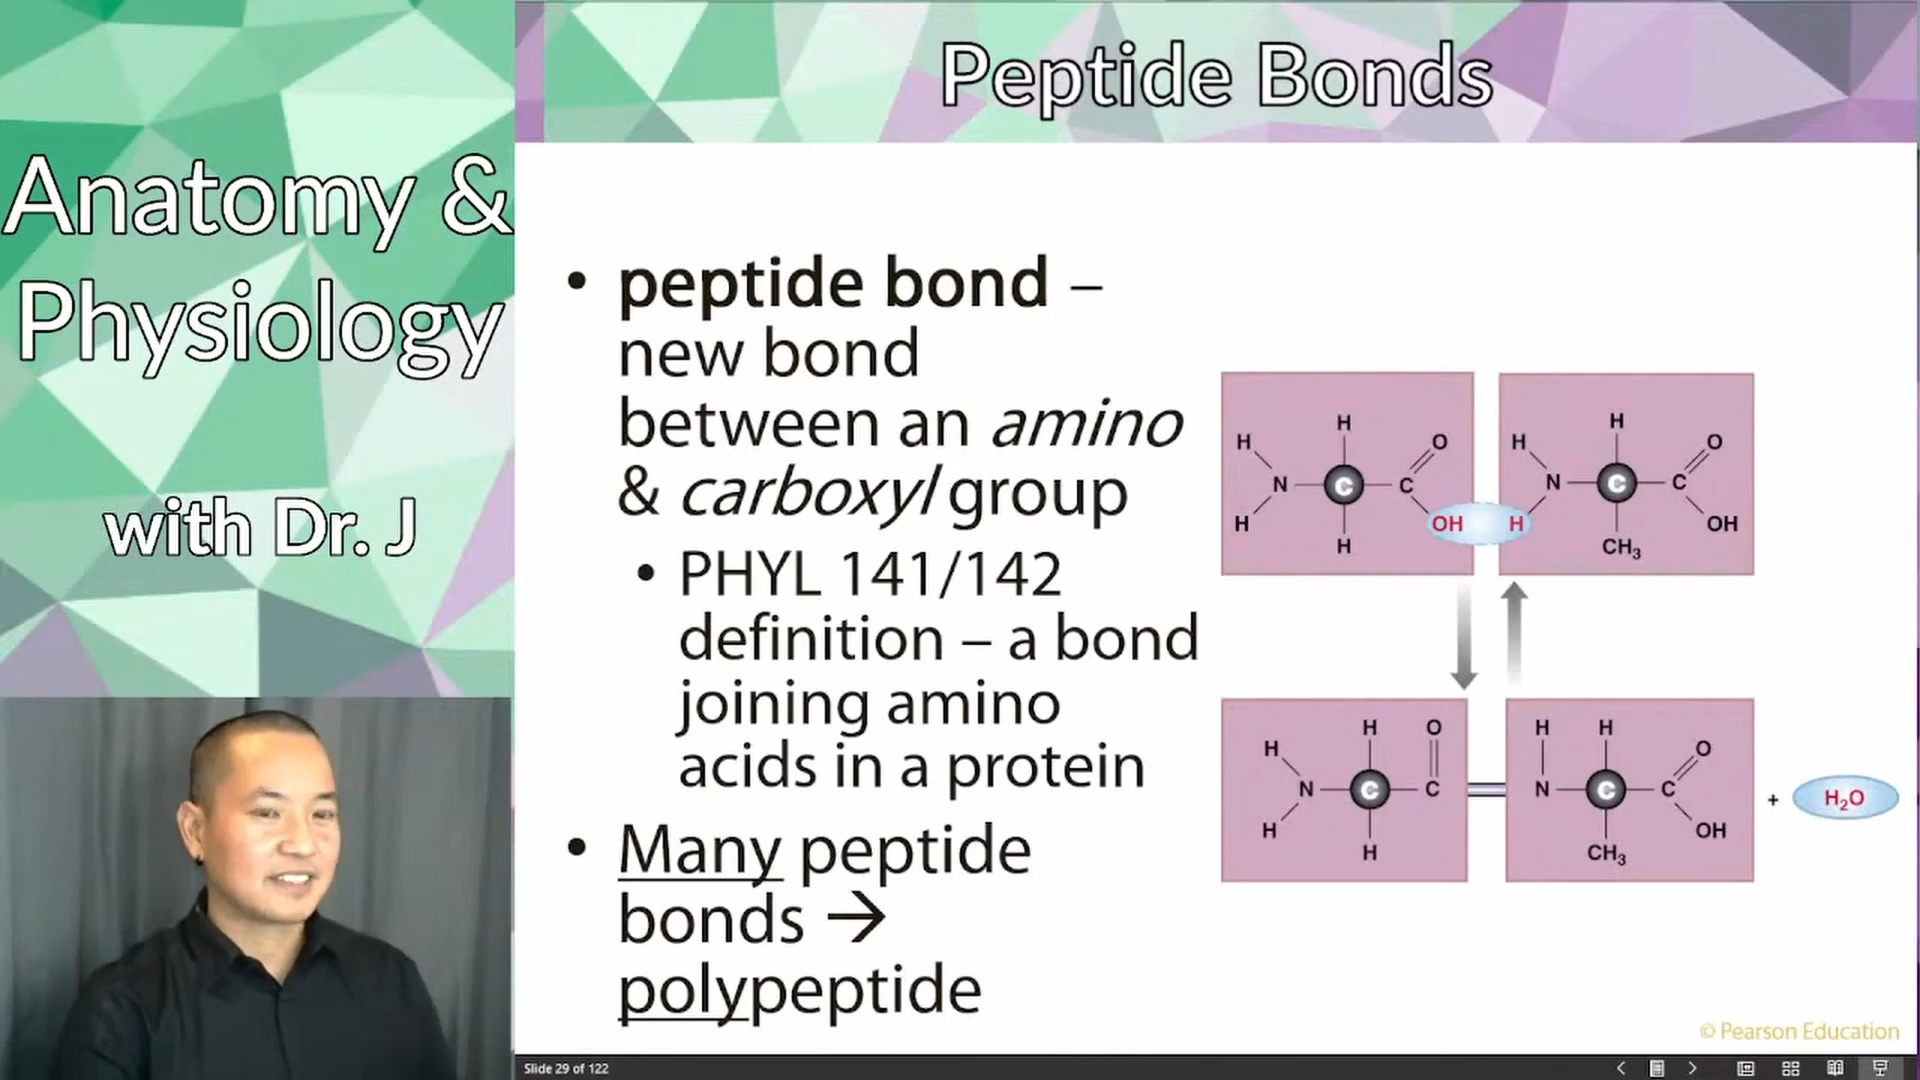 Anatomy &
Physiology
with Dr. J
Peptide Bonds
• peptide bond –
new bond
between an amino
& carboxyl group
• PHYL 141/142
definition – a bond
joining amino
acids in a protein
• Many peptide
bonds →
polypeptide
H H O H H O
N C C N C C
H OH H OH
H CH₃
H H O H H O
N C C N C C + H₂O
H OH
H CH₃
© Pearson Education
Slide 29 of 122